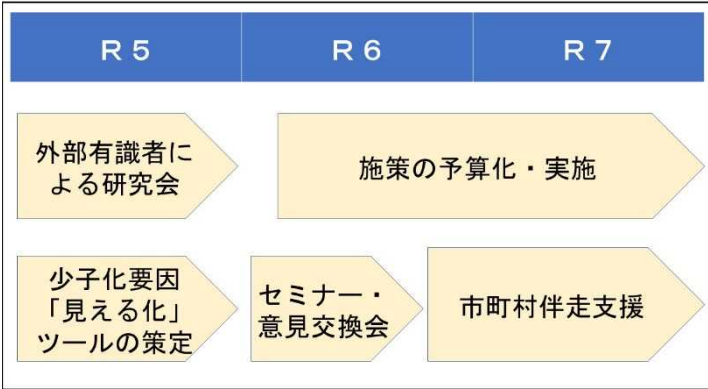 R5
R6
R7
外部有識者に
よる研究会
施策の予算化・実施
少子化要因
「見える化」
ツールの策定
セミナー・
意見交換会
市町村伴走支援